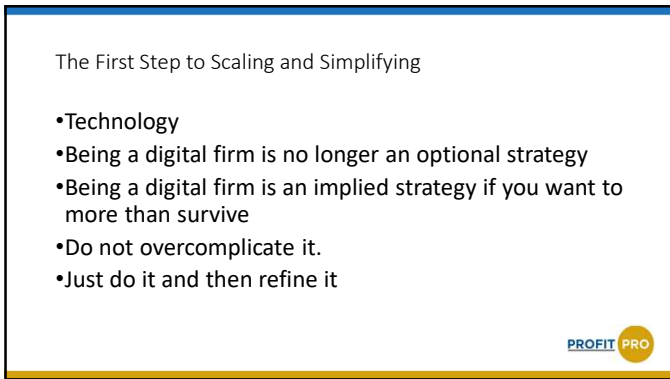 The First Step to Scaling and Simplifying
•Technology
•Being a digital firm is no longer an optional strategy
•Being a digital firm is an implied strategy if you want to
more than survive
•Do not overcomplicate it.
•Just do it and then refine it
PROFIT PRO